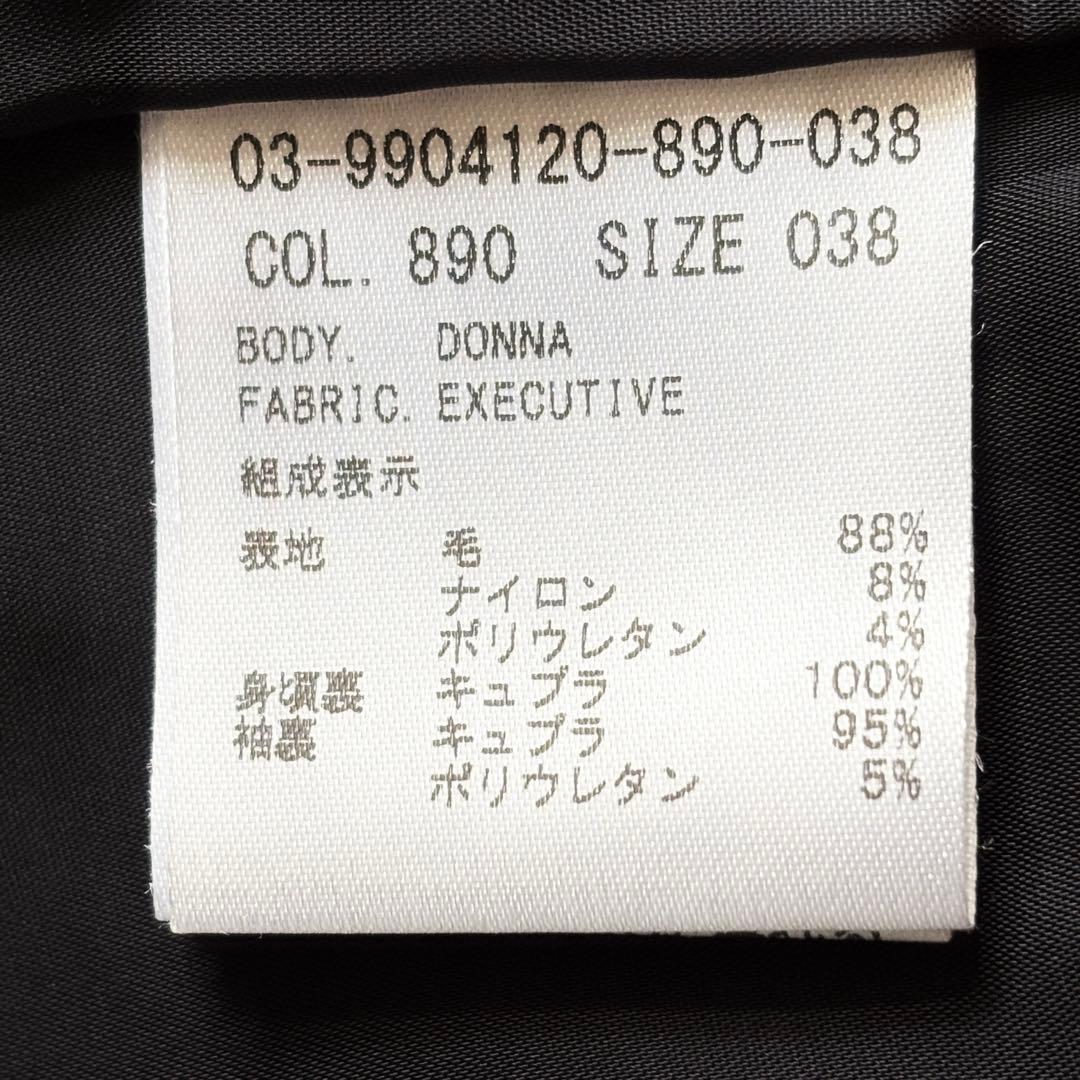 03-9904120-890-038
COL. 890 SIZE 038
BODY. DONNA
FABRIC. EXECUTIVE
組成表示
表地 毛 88%
ナイロン 8%
ポリウレタン 4%
身頃裏 キュプラ 100%
袖裏 キュプラ 95%
ポリウレタン 5%